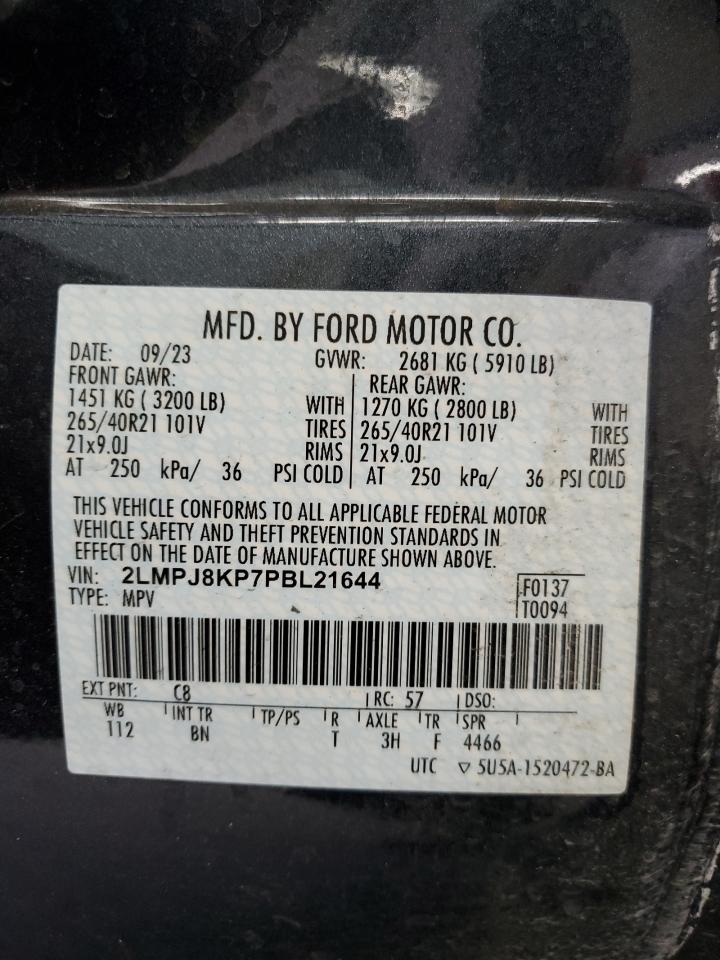 MFD. BY FORD MOTOR CO.
DATE: 09/23 GVWR: 2681 KG ( 5910 LB)
FRONT GAWR: REAR GAWR:
1451 KG ( 3200 LB) WITH 1270 KG ( 2800 LB) WITH
265/40R21 101V TIRES 265/40R21 101V TIRES
21x9.0J RIMS 21x9.0J RIMS
AT 250 kPa/ 36 PSI COLD AT 250 kPa/ 36 PSI COLD
THIS VEHICLE CONFORMS TO ALL APPLICABLE FEDERAL MOTOR
VEHICLE SAFETY AND THEFT PREVENTION STANDARDS IN
EFFECT ON THE DATE OF MANUFACTURE SHOWN ABOVE.
VIN: 2LMPJ8KP7PBL21644 F0137
TYPE: MPV T0094
EXT PNT: C8 RC: 57 DSO:
WB INT TR TP/PS R AXLE TR SPR
112 BN T 3H F 4466
UTC ▽ 5U5A-1520472-BA